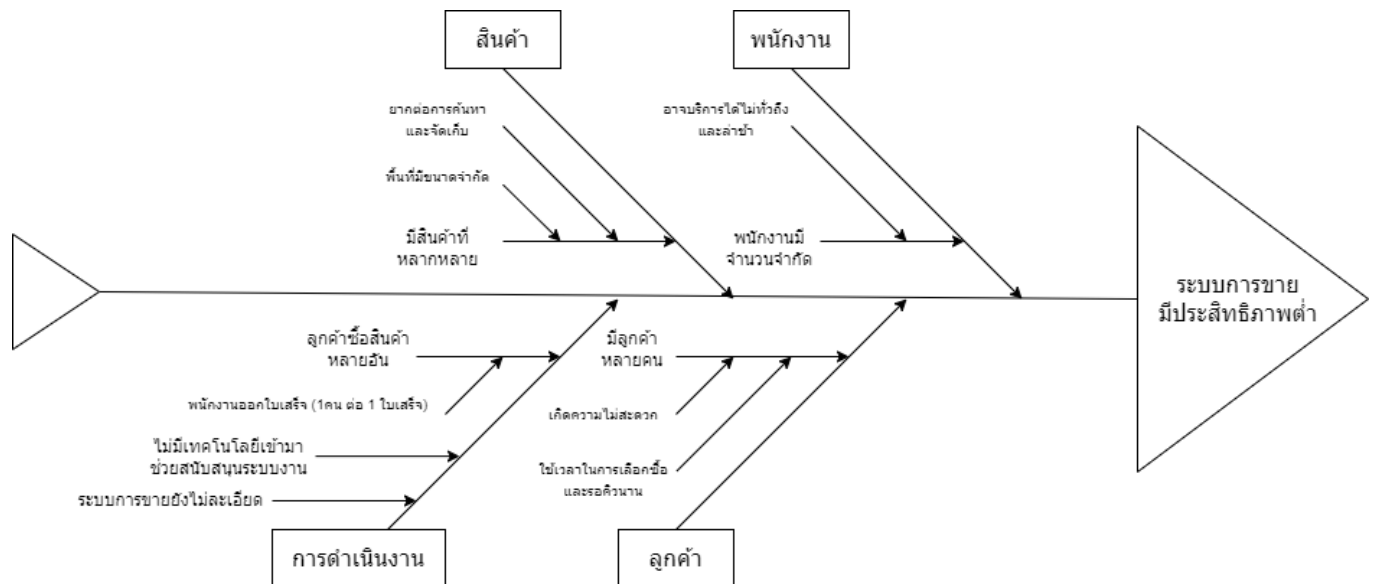 สินค้า
พนักงาน
ยากต่อการค้นหา
และจัดเก็บ
อาจบริการได้ไม่ทั่วถึง
และล่าช้า
พื้นที่มีขนาดจำกัด
มีสินค้าที่
หลากหลาย
พนักงานมี
จำนวนจำกัด
ระบบการขาย
มีประสิทธิภาพต่ำ
ลูกค้าซื้อสินค้า
หลายอัน
มีลูกค้า
หลายคน
พนักงานออกใบเสร็จ (1คน ต่อ 1 ใบเสร็จ)
เกิดความไม่สะดวก
ไม่มีเทคโนโลยีเข้ามา
ช่วยสนับสนุนระบบงาน
ใช้เวลาในการเลือกซื้อ
และรอคิวนาน
ระบบการขายยังไม่ละเอียด
การดำเนินงาน
ลูกค้า